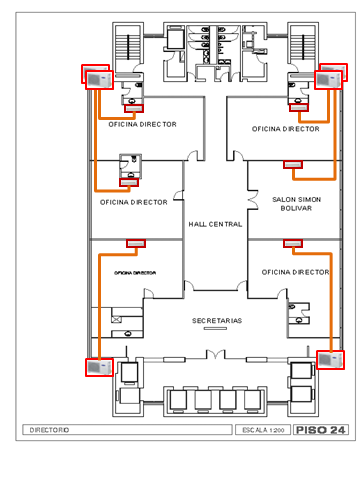 OFICINA DIRECTOR
OFICINA DIRECTOR
OFICINA DIRECTOR
SALON SIMON
BOLIVAR
HALL CENTRAL
OFICINA DIRECTOR
OFICINA DIRECTOR
SECRETARIAS
DIRECTORIO
ESCALA 1:200
PISO 24